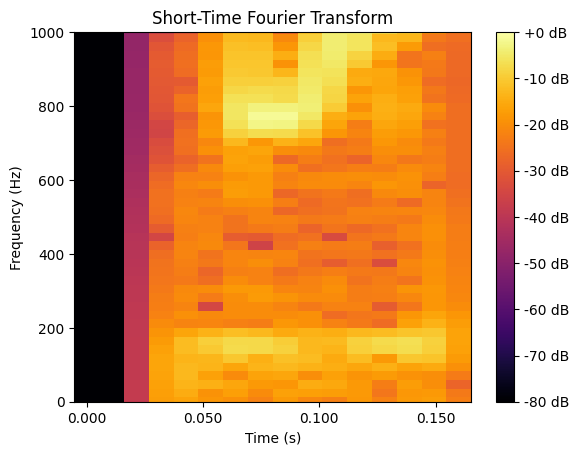 Short-Time Fourier Transform
1000
800
600
400
200
0
Frequency (Hz)
0.000
0.050
0.100
0.150
Time (s)
+0 dB
-10 dB
-20 dB
-30 dB
-40 dB
-50 dB
-60 dB
-70 dB
-80 dB